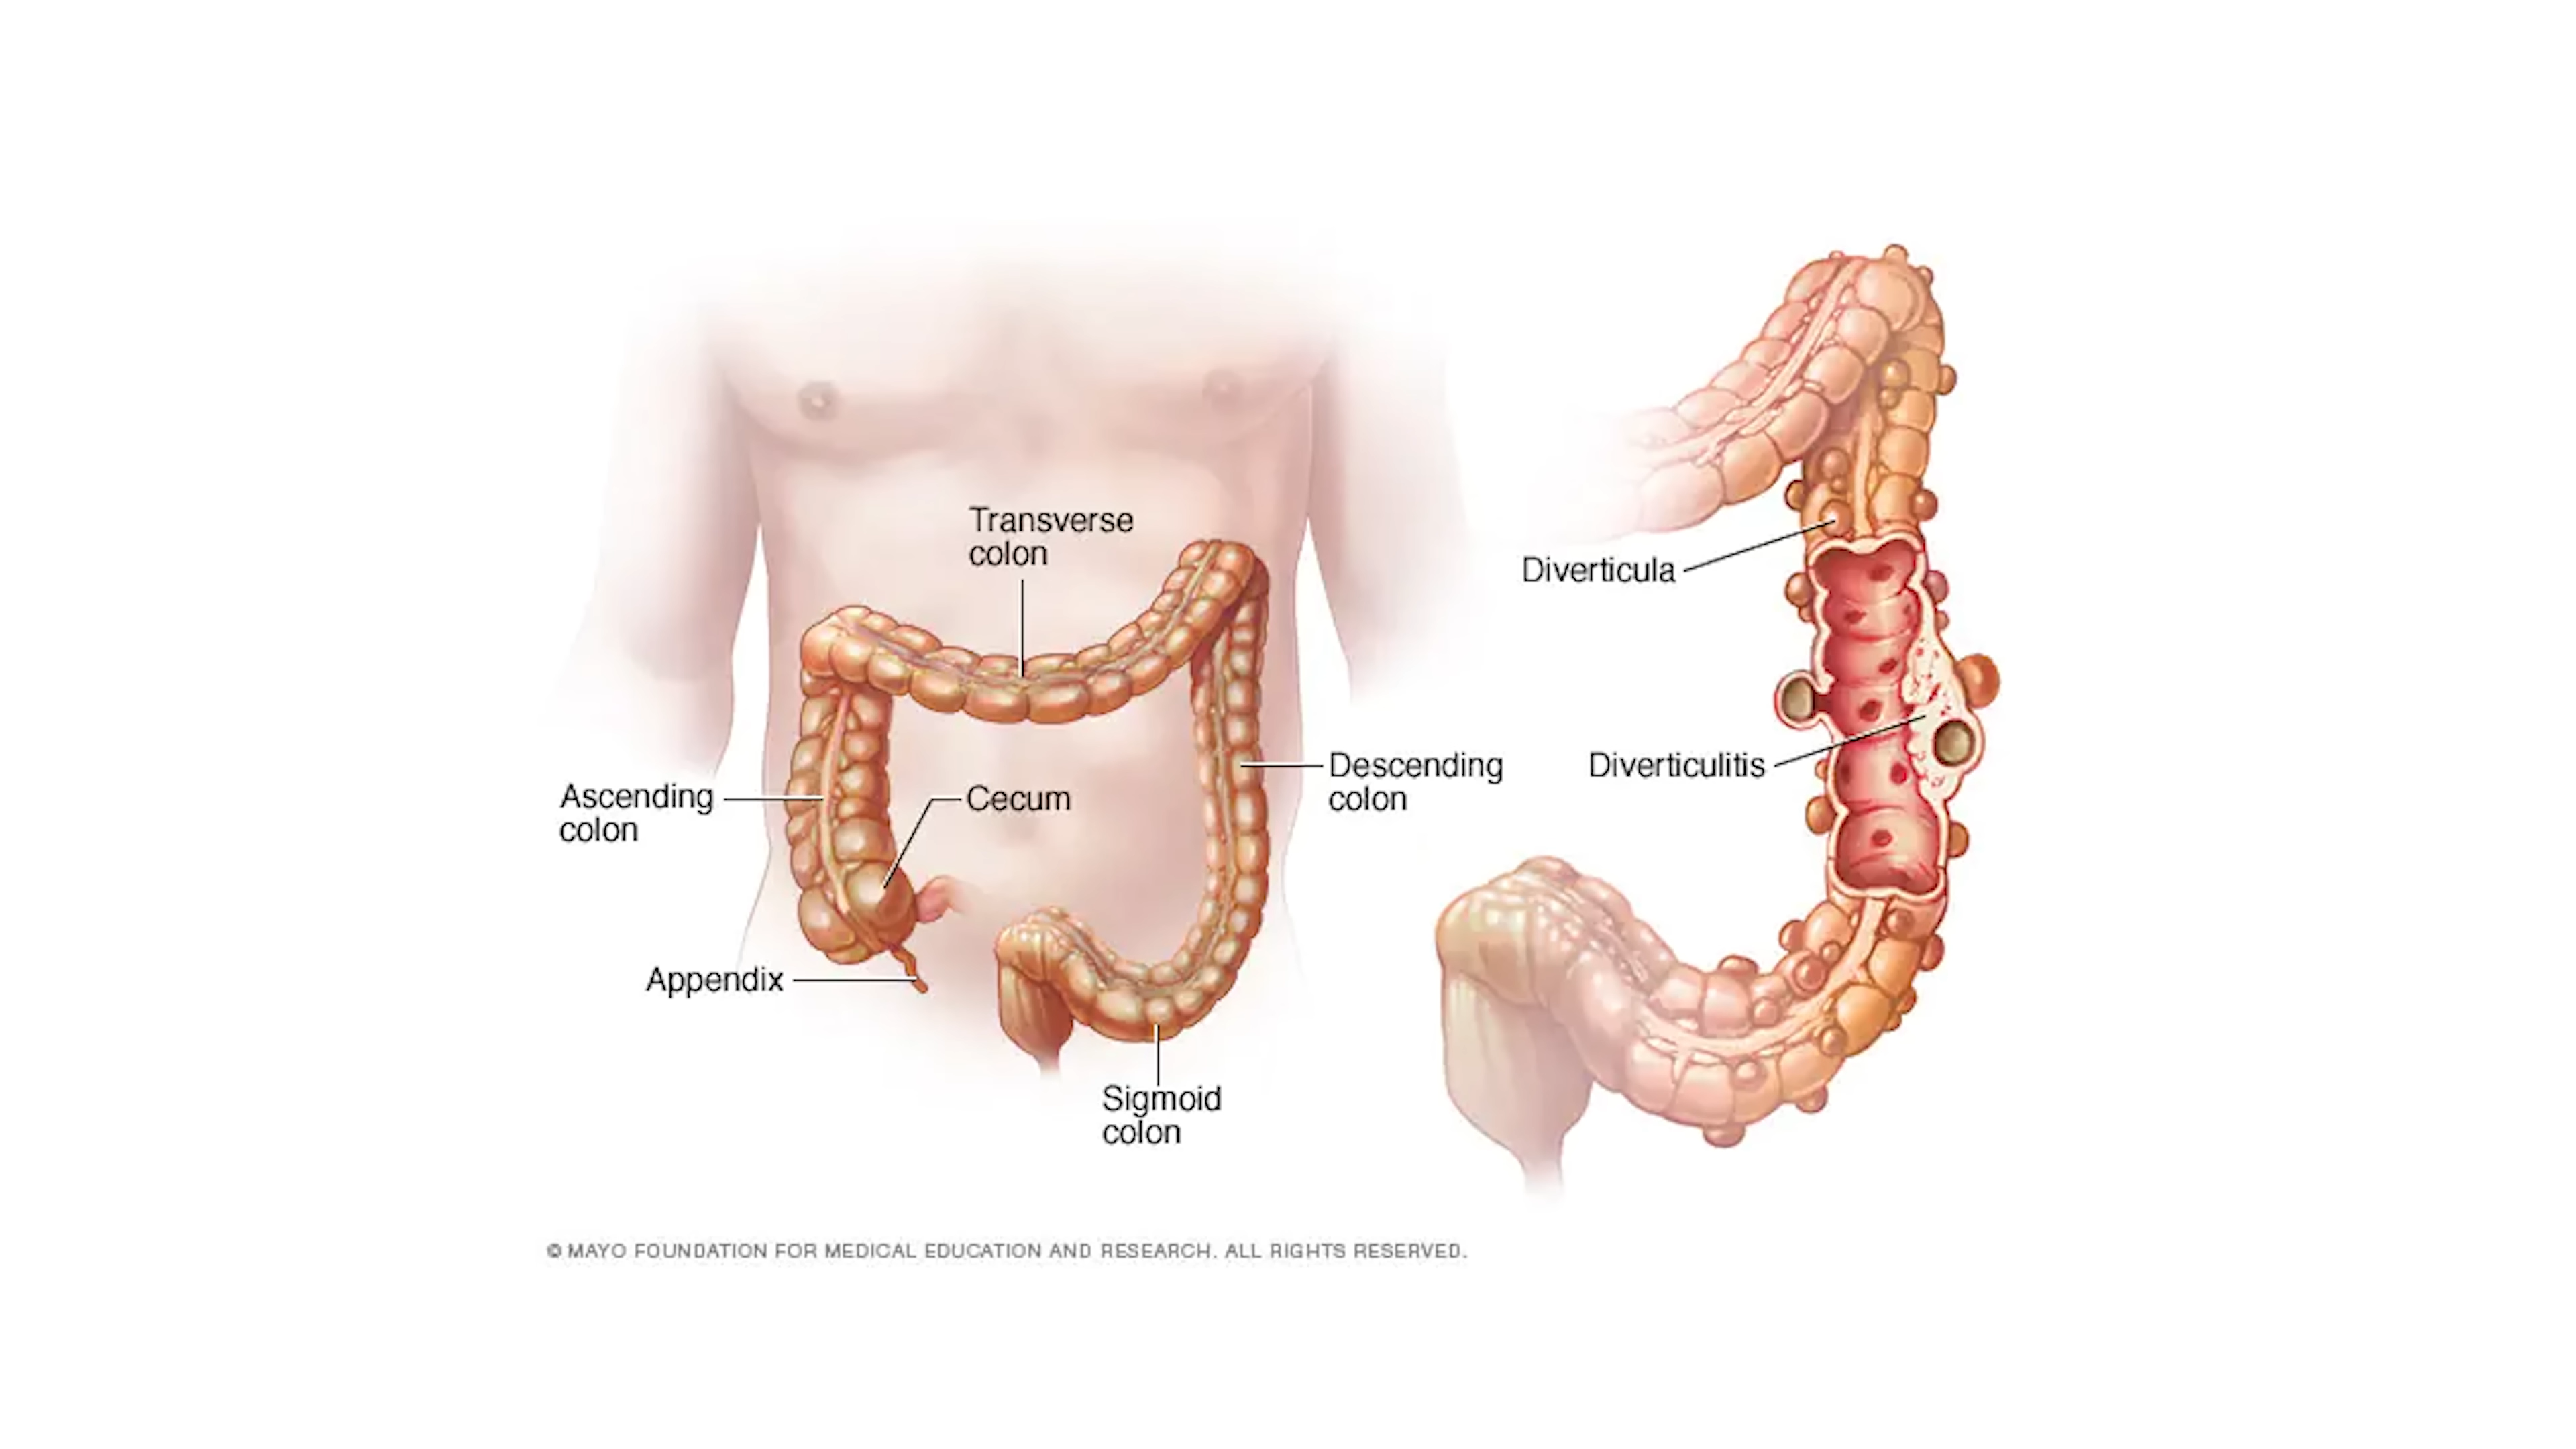 Transverse
colon
Ascending
colon
Cecum
Appendix
Descending
colon
Sigmoid
colon
Diverticula
Diverticulitis
© MAYO FOUNDATION FOR MEDICAL EDUCATION AND RESEARCH. ALL RIGHTS RESERVED.